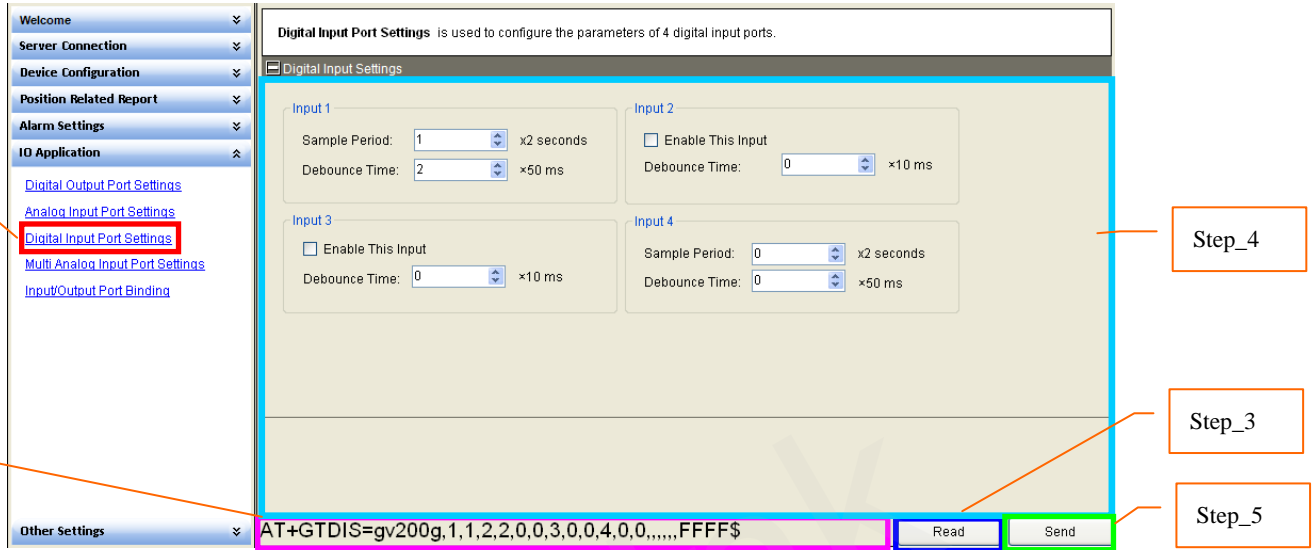 Welcome
Server Connection
Device Configuration
Position Related Report
Alarm Settings
IO Application
Digital Output Port Settings
Analog Input Port Settings
Digital Input Port Settings
Multi Analog Input Port Settings
Input/Output Port Binding
Other Settings
Digital Input Port Settings is used to configure the parameters of 4 digital input ports.
Digital Input Settings
Input 1
Sample Period: 1 x2 seconds
Debounce Time: 2 ×50 ms
Input 2
Enable This Input
Debounce Time: 0 ×10 ms
Input 3
Enable This Input
Debounce Time: 0 ×10 ms
Input 4
Sample Period: 0 x2 seconds
Debounce Time: 0 ×50 ms
AT+GTDIS=gv200g,1,1,2,2,0,0,3,0,0,4,0,0,,,,,,FFFF$
Read
Send
Step_4
Step_3
Step_5